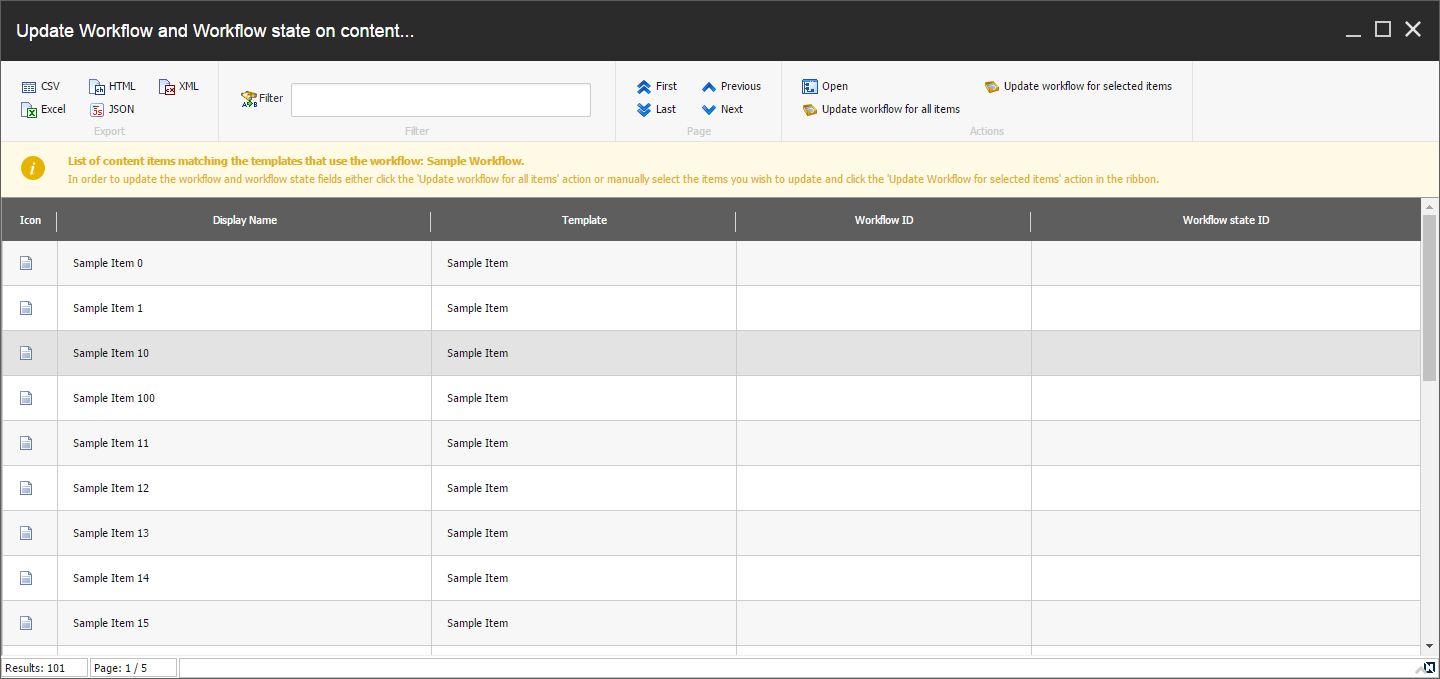 Update Workflow and Workflow state on content...
CSV HTML XML
Excel JSON
Export
Filter
Filter
First Previous
Last Next
Page
Open Update workflow for selected items
Update workflow for all items
Actions
List of content items matching the templates that use the workflow: Sample Workflow.
In order to update the workflow and workflow state fields either click the 'Update workflow for all items' action or manually select the items you wish to update and click the 'Update Workflow for selected items' action in the ribbon.
Icon Display Name Template Workflow ID Workflow state ID
Sample Item 0 Sample Item
Sample Item 1 Sample Item
Sample Item 10 Sample Item
Sample Item 100 Sample Item
Sample Item 11 Sample Item
Sample Item 12 Sample Item
Sample Item 13 Sample Item
Sample Item 14 Sample Item
Sample Item 15 Sample Item
Results: 101 Page: 1 / 5